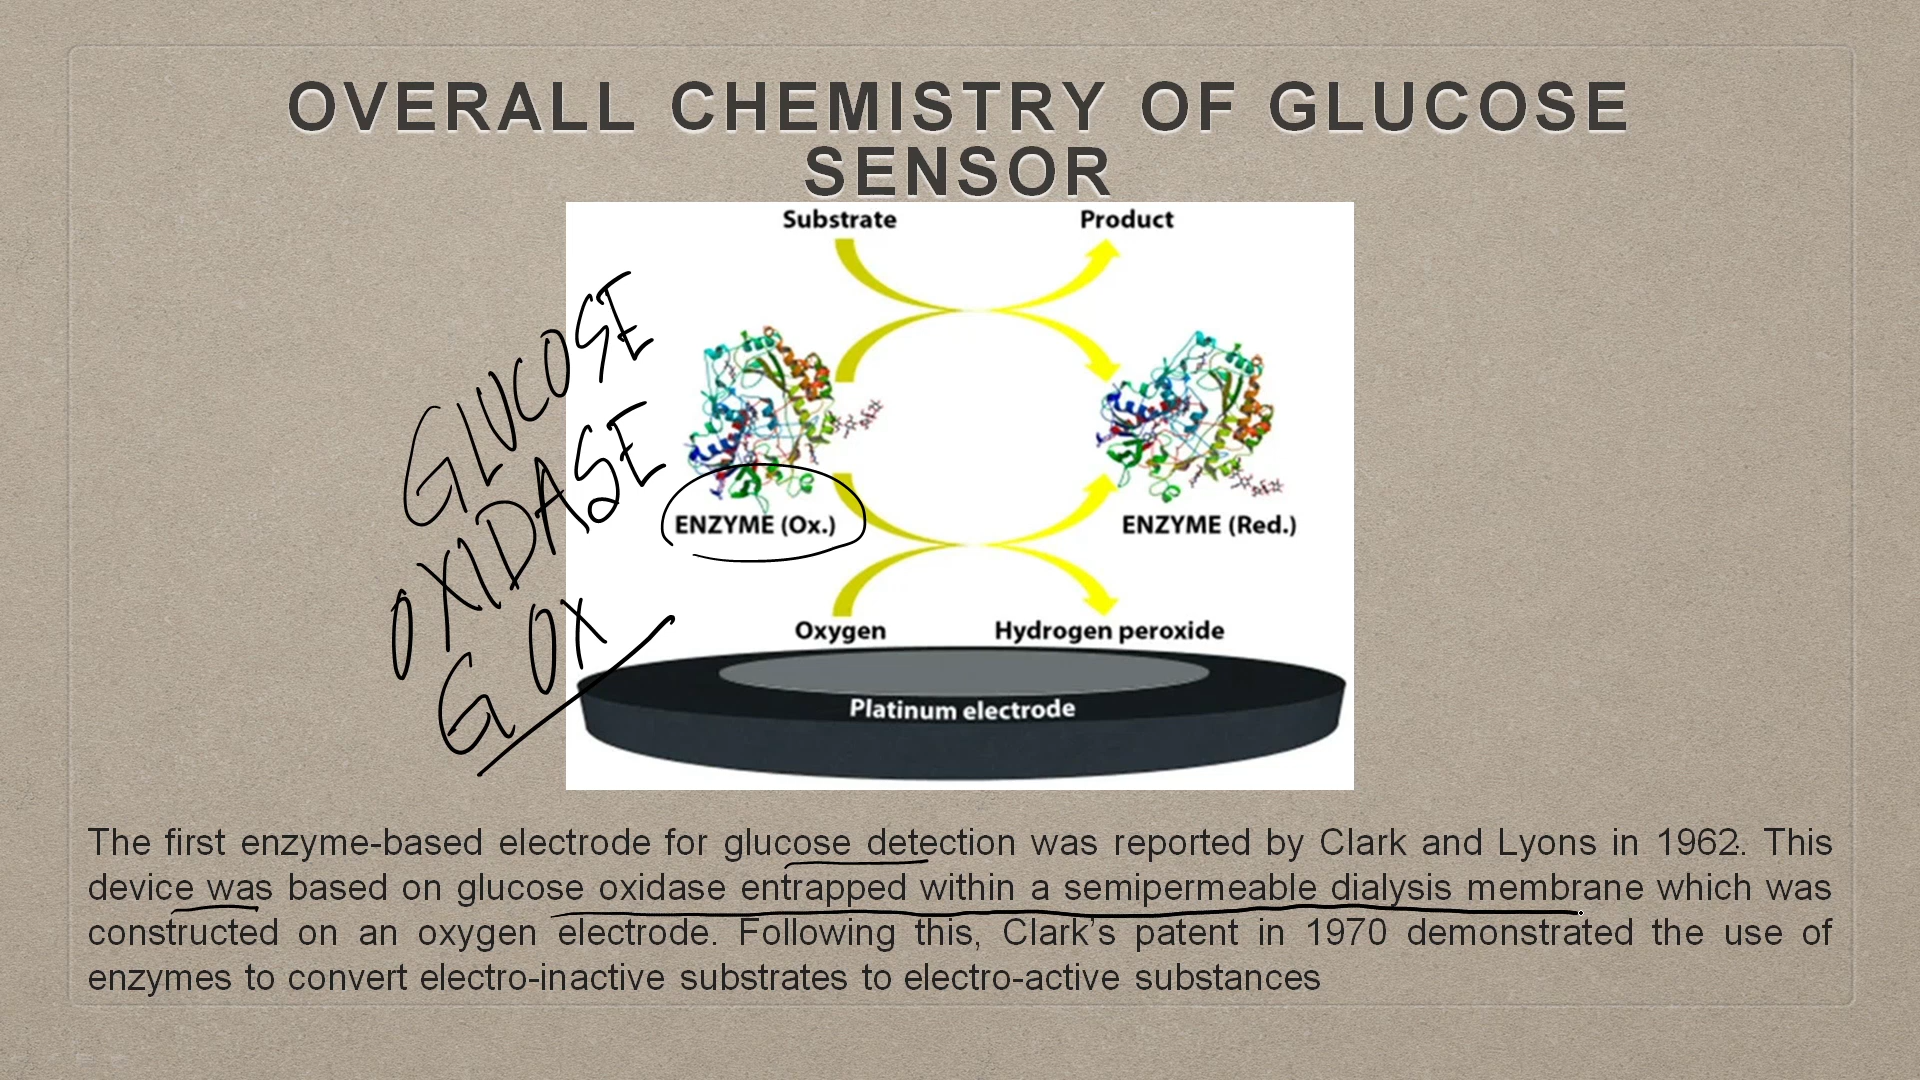 OVERALL CHEMISTRY OF GLUCOSE
SENSOR
Substrate Product
GLUCOSE
OXIDASE
GOX
ENZYME (Ox.) ENZYME (Red.)
Oxygen Hydrogen peroxide
Platinum electrode
The first enzyme-based electrode for glucose detection was reported by Clark and Lyons in 1962. This
device was based on glucose oxidase entrapped within a semipermeable dialysis membrane which was
constructed on an oxygen electrode. Following this, Clark’s patent in 1970 demonstrated the use of
enzymes to convert electro-inactive substrates to electro-active substances